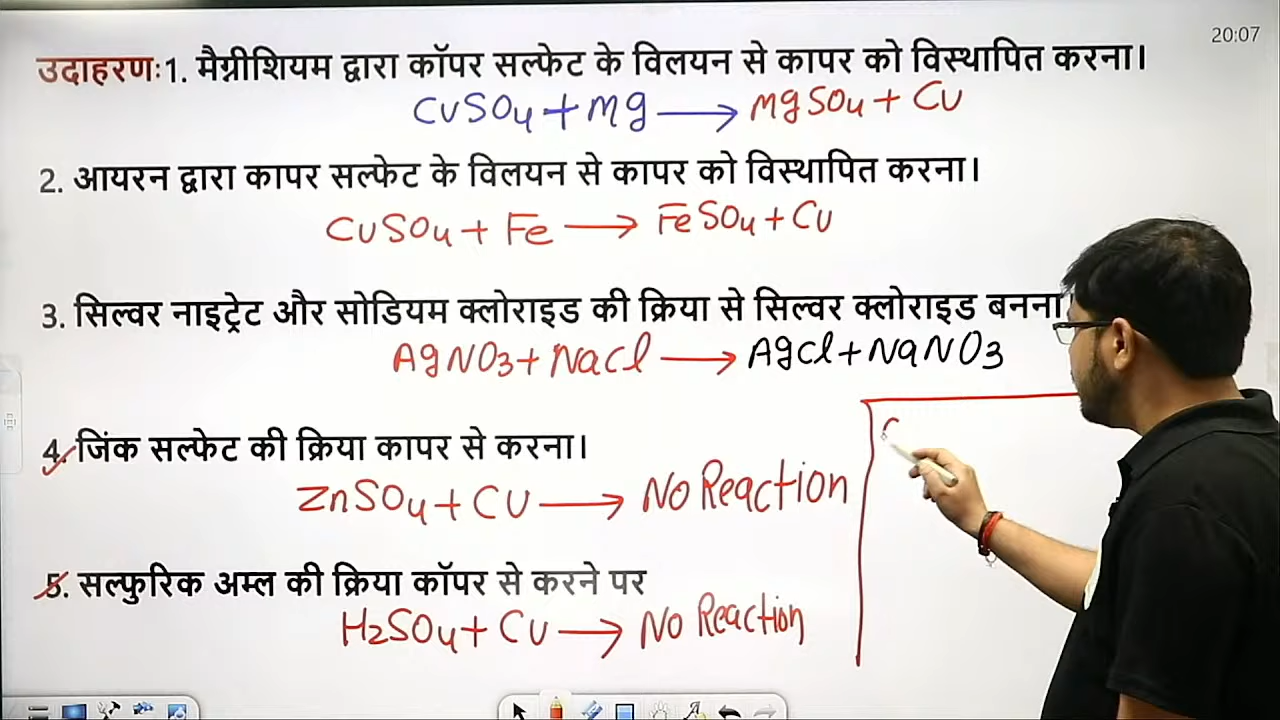 20:07
उदाहरणः1. मैग्नीशियम द्वारा कॉपर सल्फेट के विलयन से कापर को विस्थापित करना।
CuSO4 + Mg → MgSO4 + Cu
2. आयरन द्वारा कापर सल्फेट के विलयन से कापर को विस्थापित करना।
CuSO4 + Fe → FeSO4 + Cu
3. सिल्वर नाइट्रेट और सोडियम क्लोराइड की क्रिया से सिल्वर क्लोराइड बनना
AgNO3 + NaCl → AgCl + NaNO3
4. जिंक सल्फेट की क्रिया कापर से करना।
ZnSO4 + Cu → No Reaction
5. सल्फुरिक अम्ल की क्रिया कॉपर से करने पर
H2SO4 + Cu → No Reaction